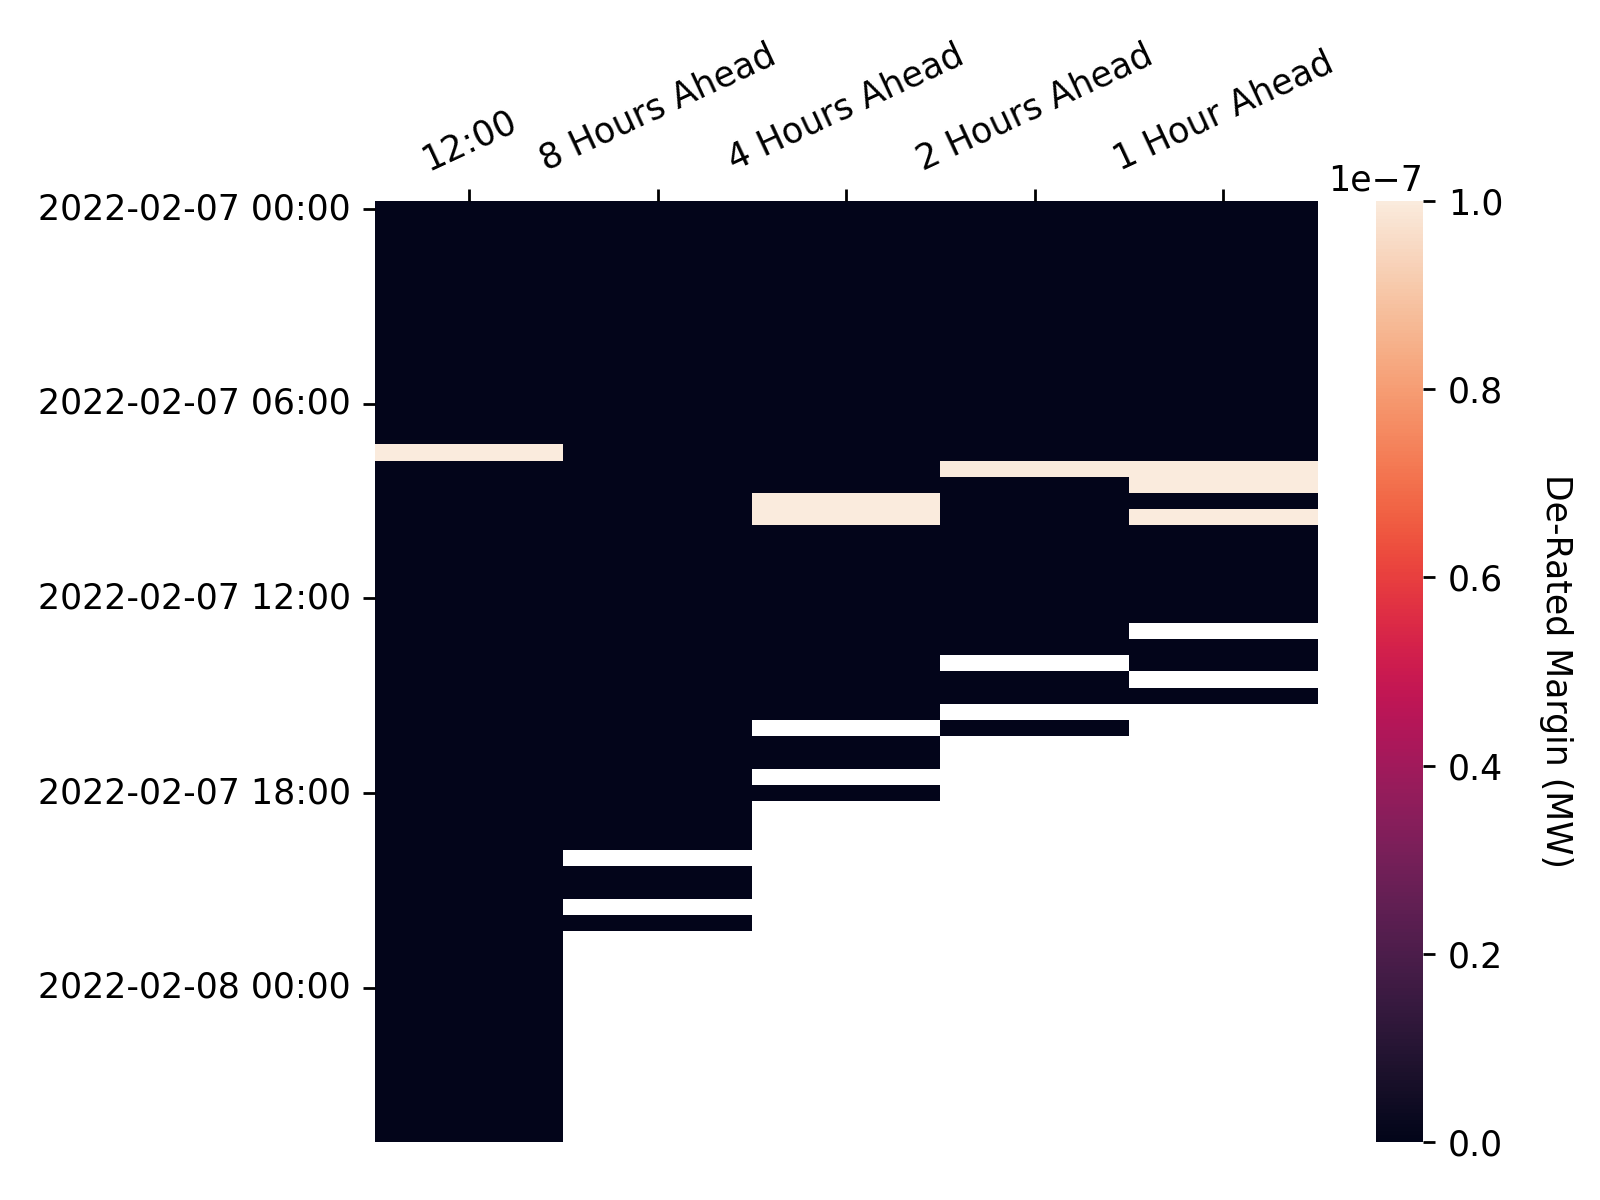 12:00
8 Hours Ahead
4 Hours Ahead
2 Hours Ahead
1 Hour Ahead
1e−7
2022-02-07 00:00
2022-02-07 06:00
2022-02-07 12:00
2022-02-07 18:00
2022-02-08 00:00
1.0
0.8
0.6
0.4
0.2
0.0
De-Rated Margin (MW)